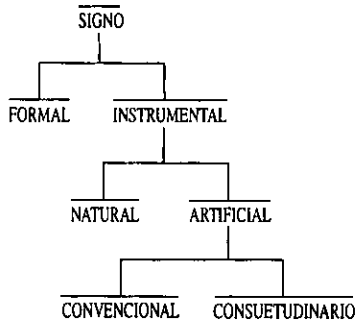 SIGNO
FORMAL INSTRUMENTAL
NATURAL ARTIFICIAL
CONVENCIONAL CONSUETUDINARIO